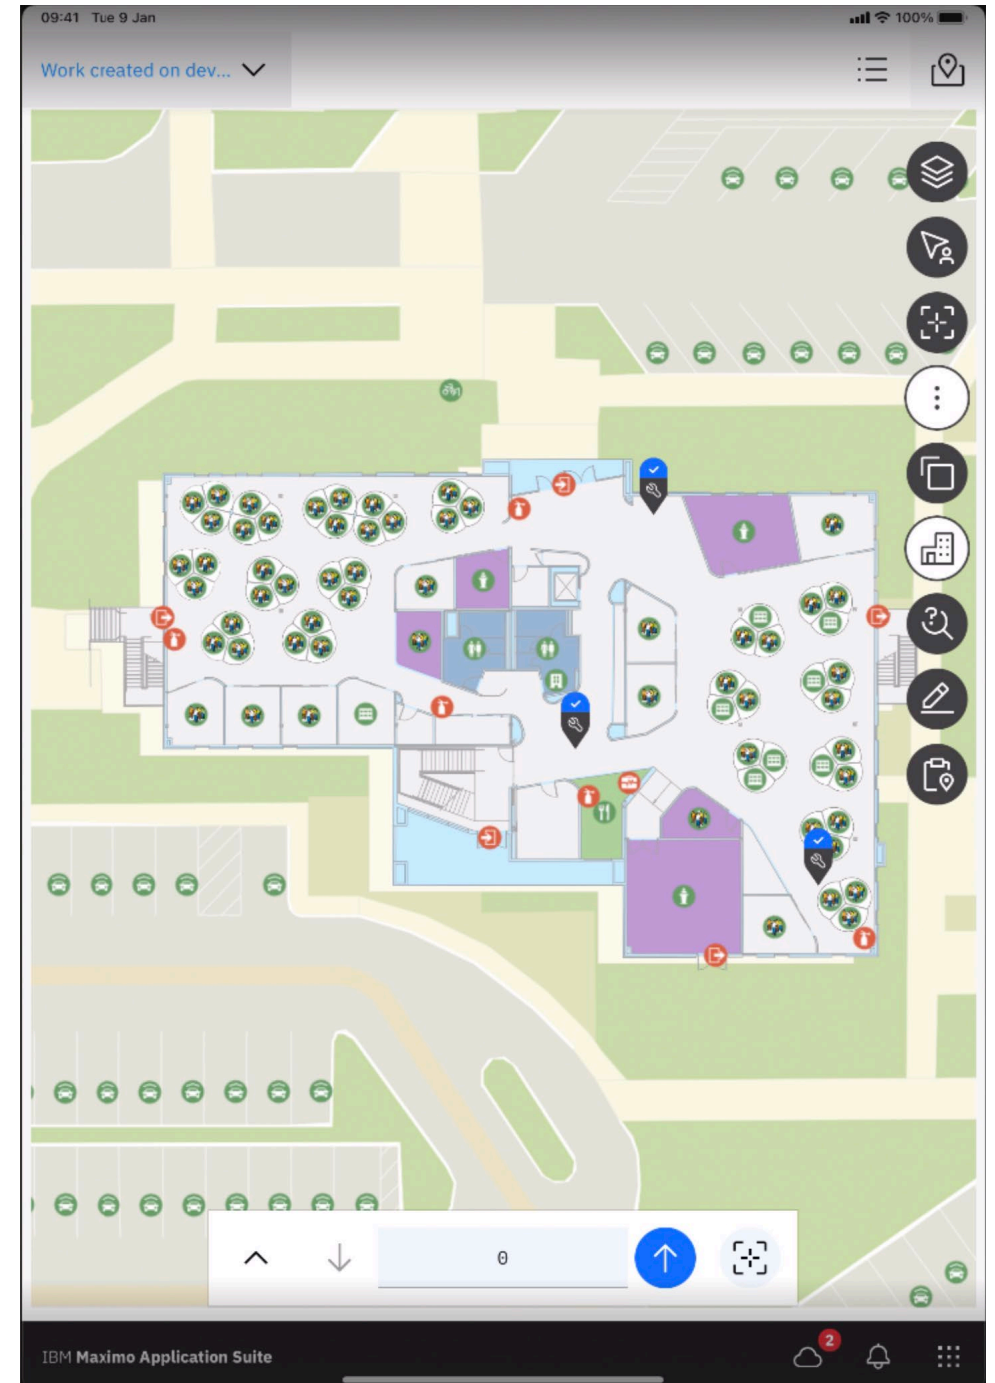 09:41 Tue 9 Jan
100%
Work created on dev...
0
IBM Maximo Application Suite
2